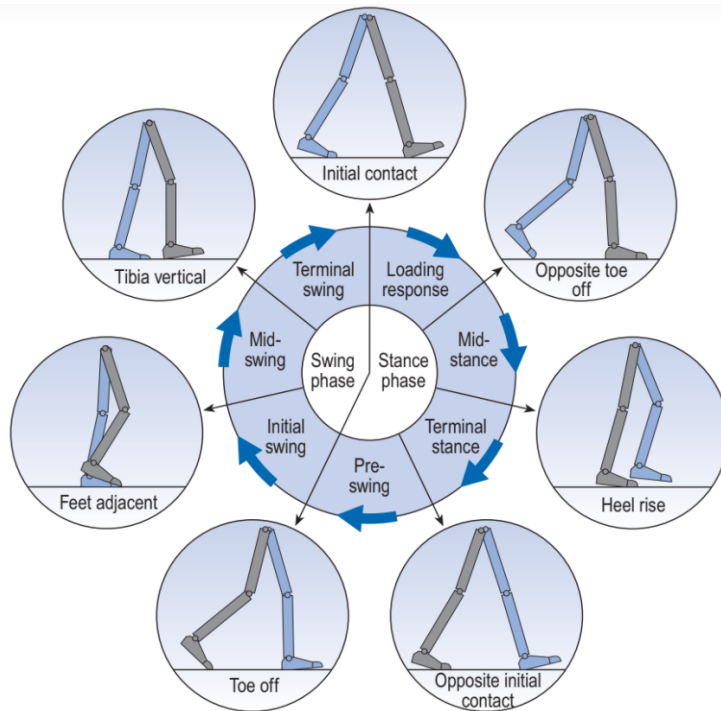 Initial contact
Tibia vertical
Opposite toe
off
Terminal
swing
Loading
response
Mid-
swing
Swing
phase
Stance
phase
Mid-
stance
Initial
swing
Terminal
stance
Pre-
swing
Feet adjacent
Heel rise
Toe off
Opposite initial
contact